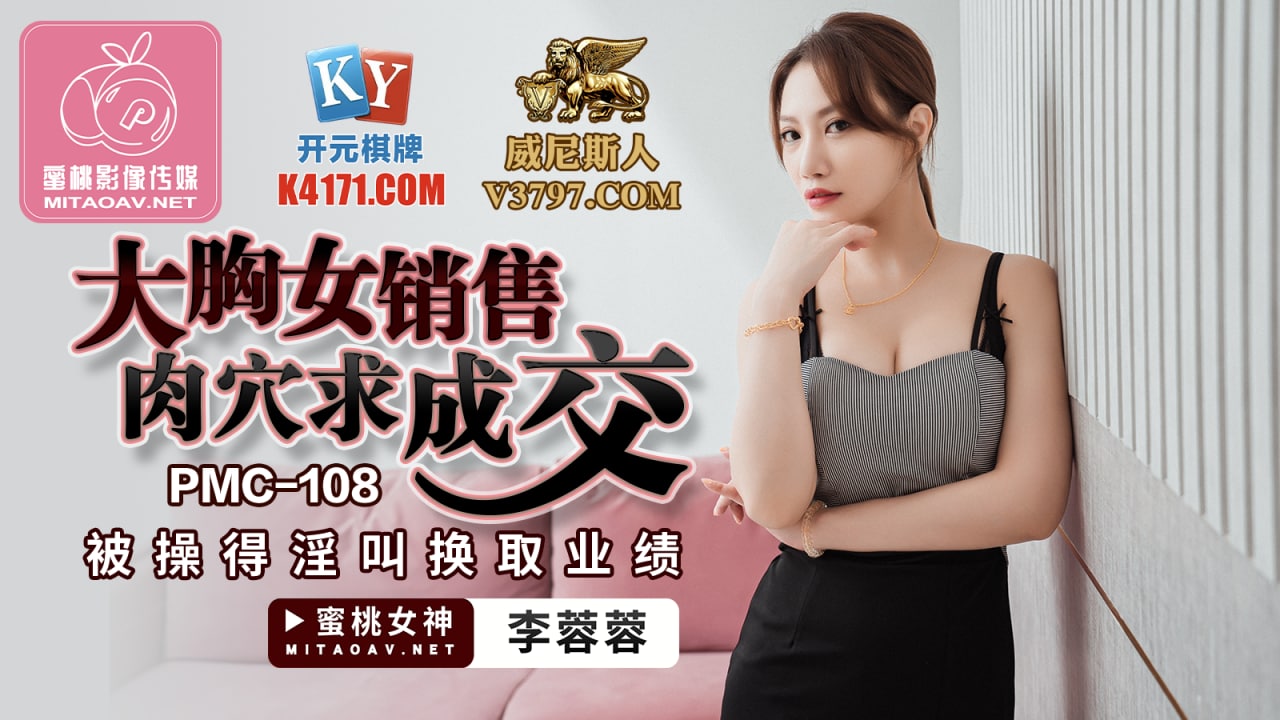 蜜桃影像传媒
MITAOAV.NET
KY
开元棋牌
K4171.COM
V
威尼斯人
V3797.COM
大胸女销售
肉穴求成交
PMC-108
被操得淫叫换取业绩
蜜桃女神
MITAOAV.NET
李蓉蓉